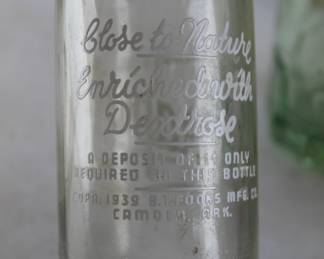 Close to Nature
Enriched with
Dextrose
A DEPOSIT OF 1¢ ONLY
REQUIRED ON THIS BOTTLE
1939 B.T. FOODS MFG. CO.
CAMDEN, ARK.